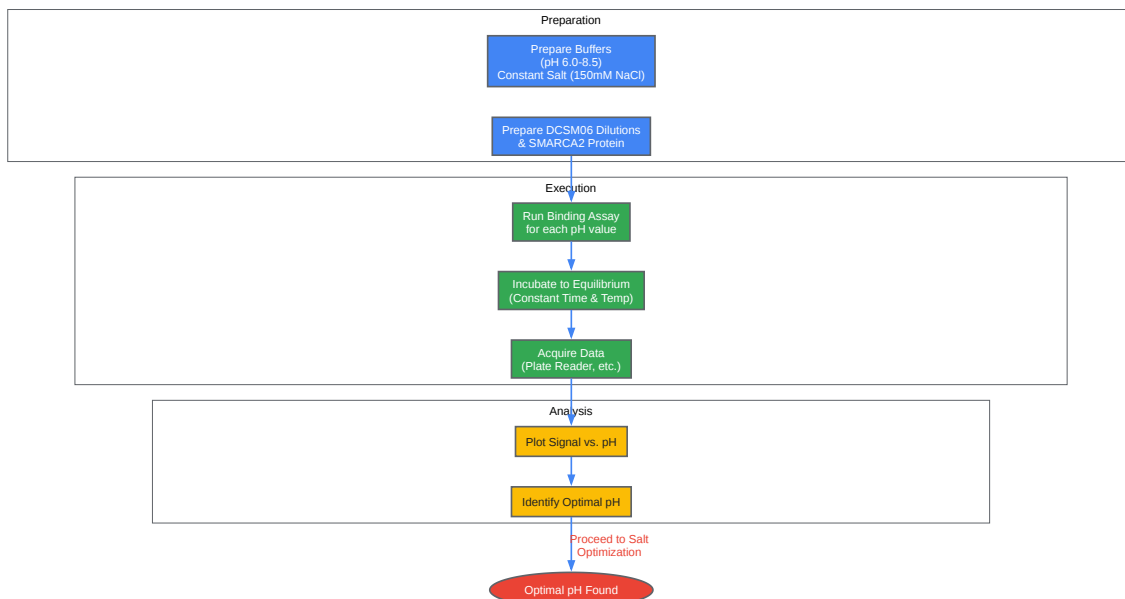 Preparation
Prepare Buffers
(pH 6.0-8.5)
Constant Salt (150mM NaCl)
Prepare DCSM06 Dilutions
& SMARCA2 Protein
Execution
Run Binding Assay
for each pH value
Incubate to Equilibrium
(Constant Time & Temp)
Acquire Data
(Plate Reader, etc.)
Analysis
Plot Signal vs. pH
Identify Optimal pH
Proceed to Salt
Optimization
Optimal pH Found